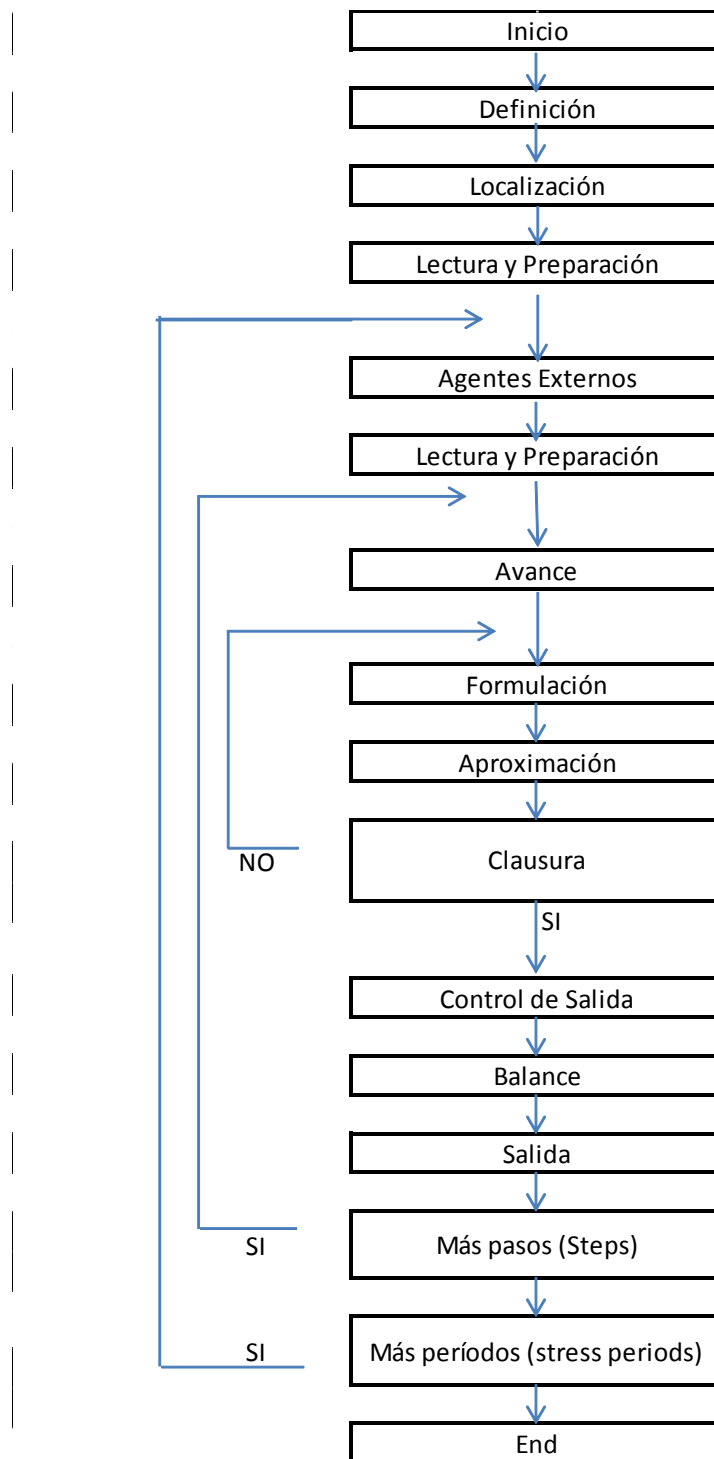 Inicio
Definición
Localización
Lectura y Preparación
Agentes Externos
Lectura y Preparación
Avance
Formulación
Aproximación
Clausura
NO
SI
Control de Salida
Balance
Salida
Más pasos (Steps)
SI
Más períodos (stress periods)
SI
End